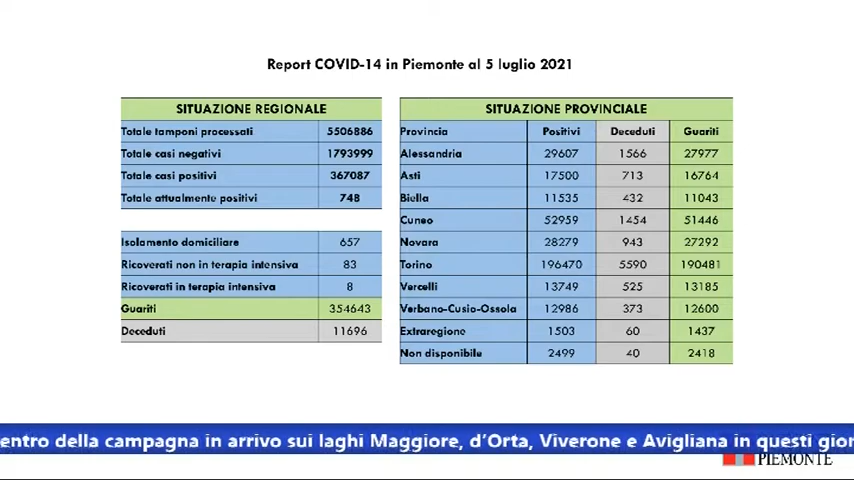 Report COVID-14 in Piemonte al 5 luglio 2021
SITUAZIONE REGIONALE
Totale tamponi processati 5506886
Totale casi negativi 1793999
Totale casi positivi 367087
Totale attualmente positivi 748
Isolamento domiciliare 657
Ricoverati non in terapia intensiva 83
Ricoverati in terapia intensiva 8
Guariti 354643
Deceduti 11696
SITUAZIONE PROVINCIALE
Provincia Positivi Deceduti Guariti
Alessandria 29607 1566 27977
Asti 17500 713 16764
Biella 11535 432 11043
Cuneo 52959 1454 51446
Novara 28279 943 27292
Torino 196470 5590 190481
Vercelli 13749 525 13185
Verbano-Cusio-Ossola 12986 373 12600
Extraregione 1503 60 1437
Non disponibile 2499 40 2418
entro della campagna in arrivo sui laghi Maggiore, d'Orta, Viverone e Avigliana in questi gior
PIEMONTE